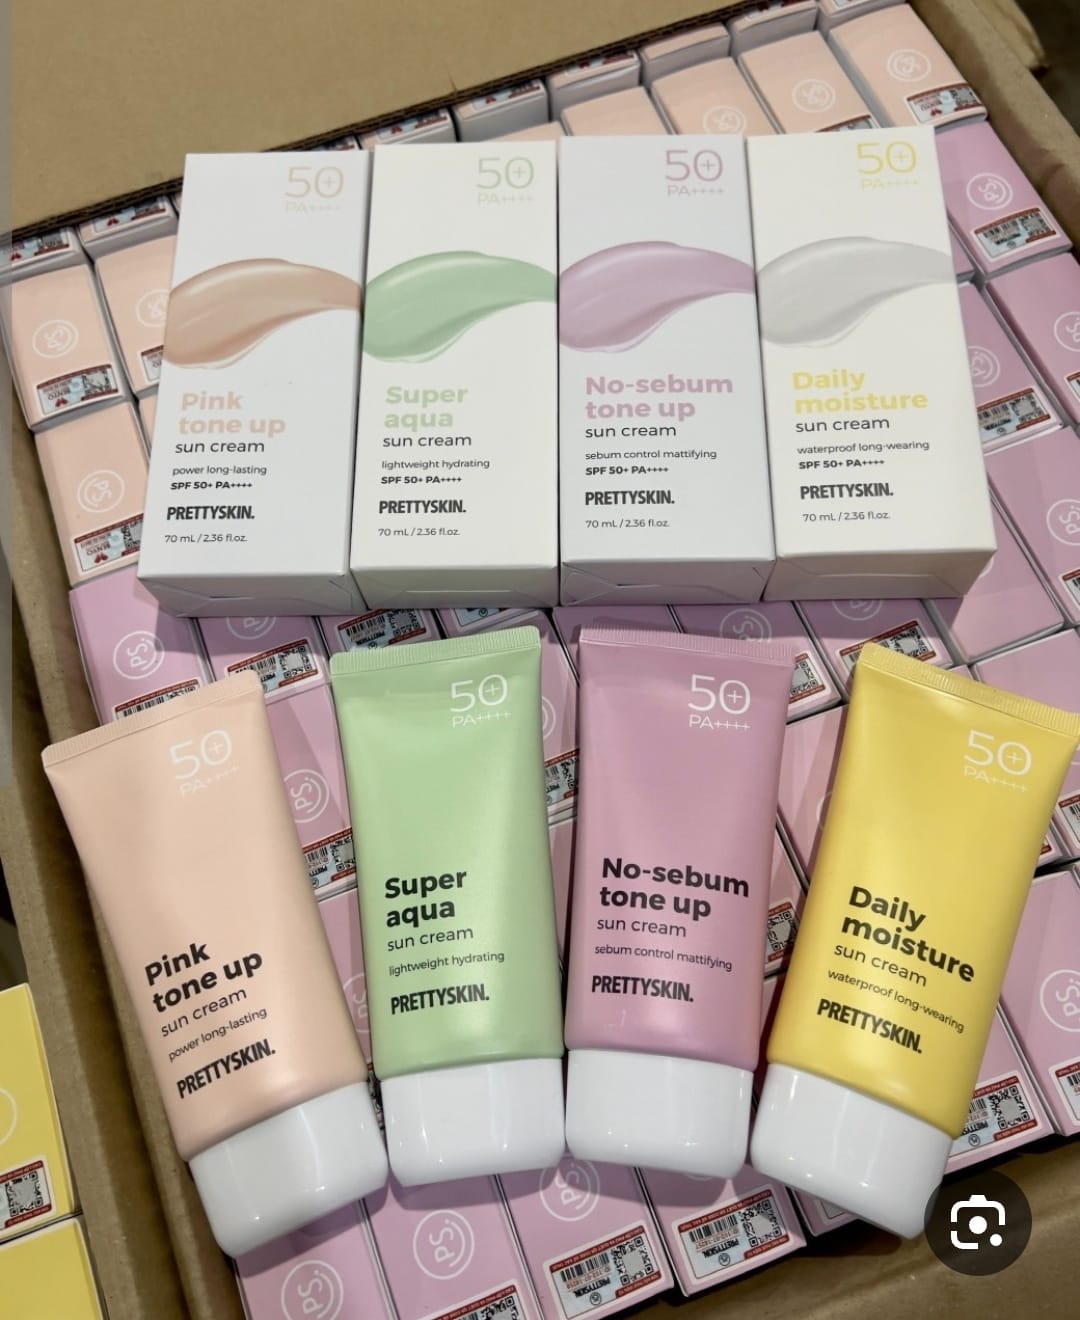 50+
PA++++
Pink
tone up
sun cream
power long-lasting
SPF 50+ PA++++
PRETTYSKIN.
70 mL / 2.36 fl.oz.
50+
PA++++
Super
aqua
sun cream
lightweight hydrating
SPF 50+ PA++++
PRETTYSKIN.
70 mL / 2.36 fl.oz.
50+
PA++++
No-sebum
tone up
sun cream
sebum control mattifying
SPF 50+ PA++++
PRETTYSKIN.
70 mL / 2.36 fl.oz.
50+
PA++++
Daily
moisture
sun cream
waterproof long-wearing
SPF 50+ PA++++
PRETTYSKIN.
70 mL / 2.36 fl.oz.
50+
PA++++
Pink
tone up
sun cream
power long-lasting
PRETTYSKIN.
50+
PA++++
Super
aqua
sun cream
lightweight hydrating
PRETTYSKIN.
50+
PA++++
No-sebum
tone up
sun cream
sebum control mattifying
PRETTYSKIN.
50+
PA++++
Daily
moisture
sun cream
waterproof long-wearing
PRETTYSKIN.
PS.
PS.
PS.
PS.
PRETTYSKIN
PRETTYSKIN